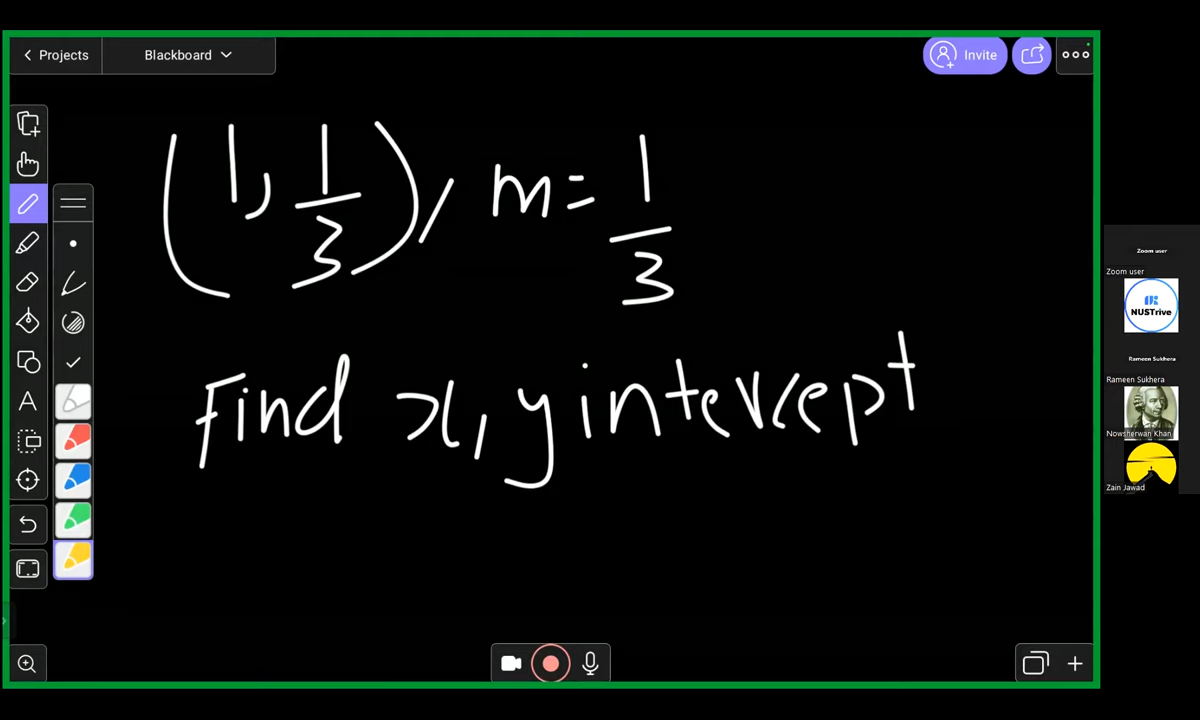 Projects
Blackboard
Invite
(1, 1/3), m = 1/3
Find x, y intercept
A
Zoom user
Zoom user
NUSTrive
Rameen Sukhera
Rameen Sukhera
Nowsherwan Khan
Zain Jawad